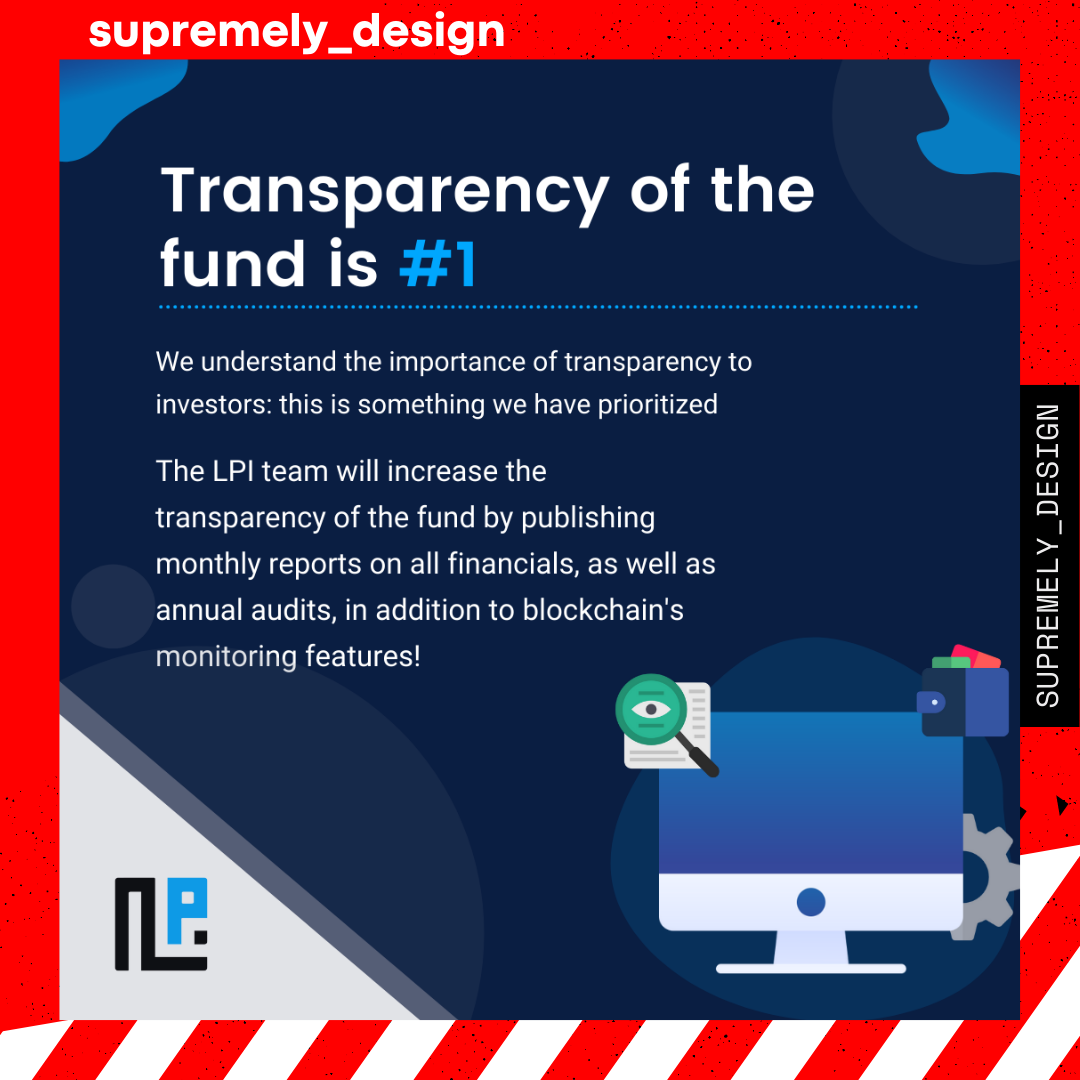 supremely_design
Transparency of the
fund is #1
We understand the importance of transparency to
investors: this is something we have prioritized
The LPI team will increase the
transparency of the fund by publishing
monthly reports on all financials, as well as
annual audits, in addition to blockchain's
monitoring features!
SUPREMELY_DESIGN